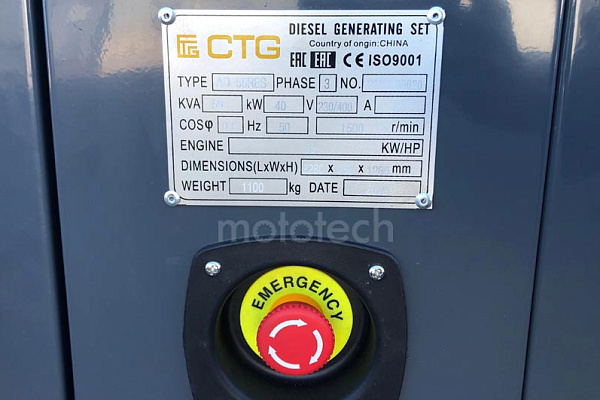 CTG
DIESEL GENERATING SET
Country of origin: CHINA
EAC EAC CE ISO9001
TYPE PHASE 3 NO.
KVA kW 40 V 230/400 A
COSφ Hz 50 1500 r/min
ENGINE KW/HP
DIMENSIONS(LxWxH) x x mm
WEIGHT 1100 kg DATE
mototech
EMERGENCY